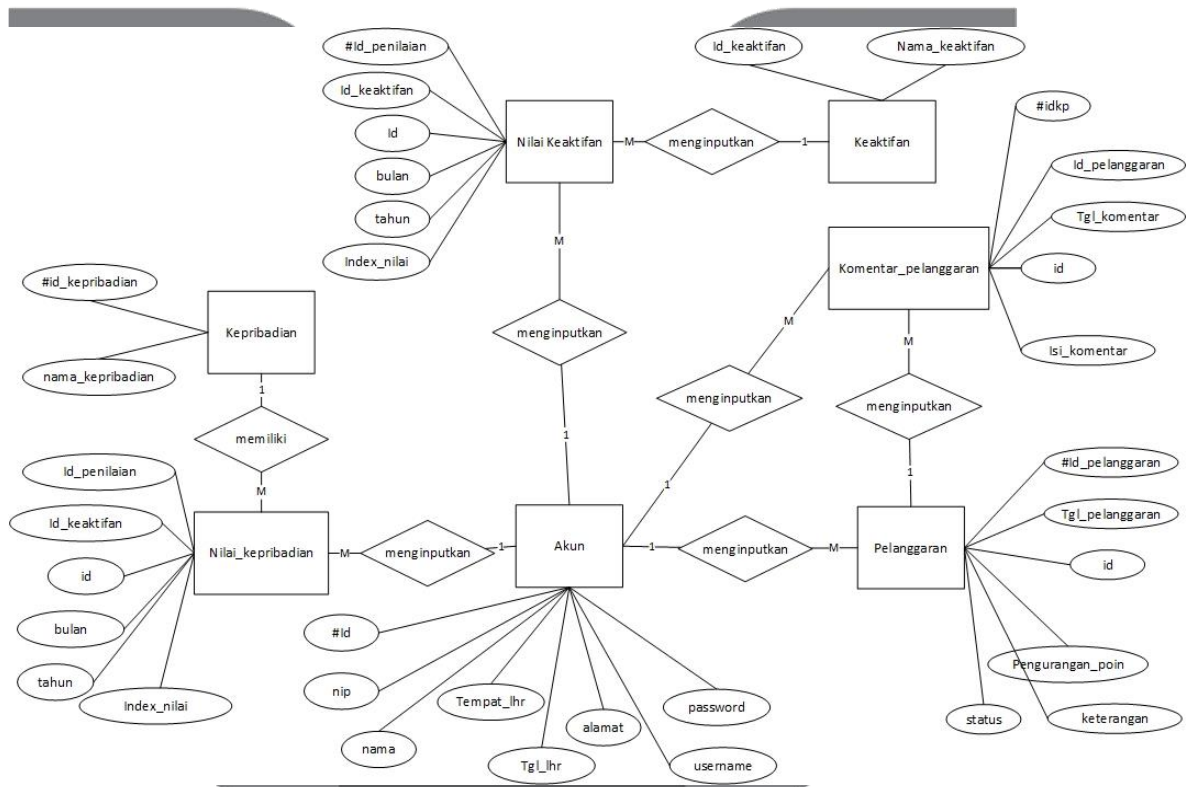 #Id_penilaian
Id_keaktifan
Id
bulan
tahun
Index_nilai
Nilai Keaktifan
M
menginputkan
1
Keaktifan
Id_keaktifan
Nama_keaktifan
#idkp
Id_pelanggaran
Tgl_komentar
id
Isi_komentar
Komentar_pelanggaran
M
menginputkan
1
M
menginputkan
1
M
menginputkan
1
#id_kepribadian
nama_kepribadian
Kepribadian
1
memiliki
M
Id_penilaian
Id_keaktifan
id
bulan
tahun
Index_nilai
Nilai_kepribadian
M
menginputkan
1
Akun
1
menginputkan
M
Pelanggaran
#Id_pelanggaran
Tgl_pelanggaran
id
Pengurangan_poin
keterangan
status
#Id
nip
nama
Tempat_lhr
Tgl_lhr
alamat
username
password